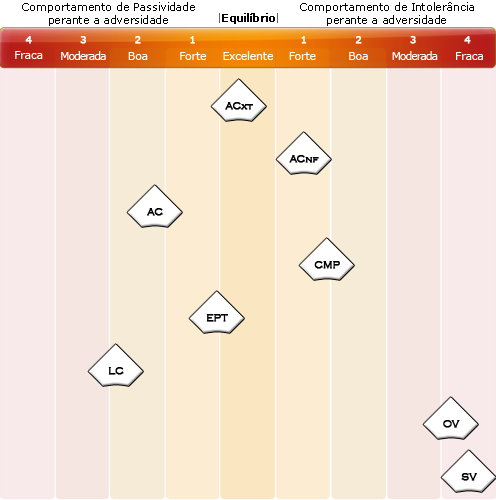 Comportamento de Passividade
perante a adversidade
|Equilíbrio|
Comportamento de Intolerância
perante a adversidade
4 3 2 1 1 2 3 4
Fraca Moderada Boa Forte Excelente Forte Boa Moderada Fraca
ACXT
ACNF
AC
CMP
EPT
LC
OV
SV